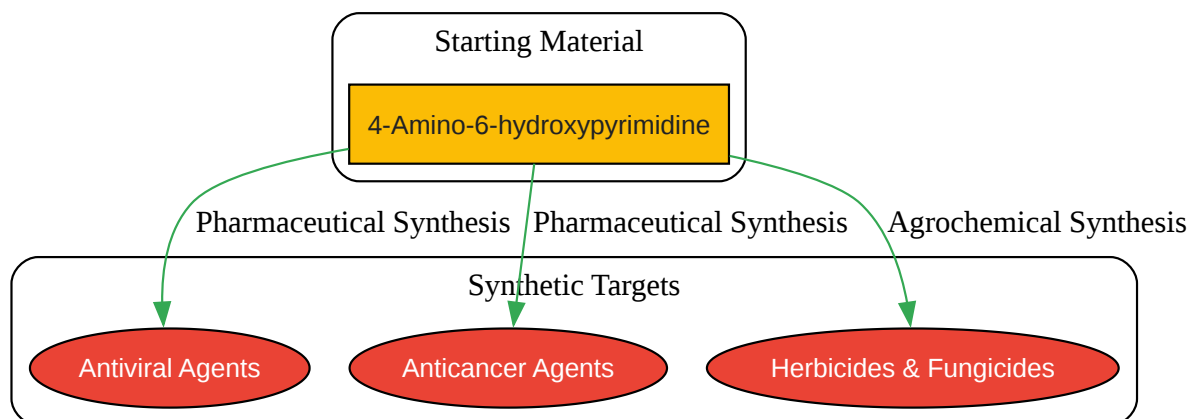 Starting Material
4-Amino-6-hydroxypyrimidine
Pharmaceutical Synthesis
Pharmaceutical Synthesis
Agrochemical Synthesis
Synthetic Targets
Antiviral Agents
Anticancer Agents
Herbicides & Fungicides